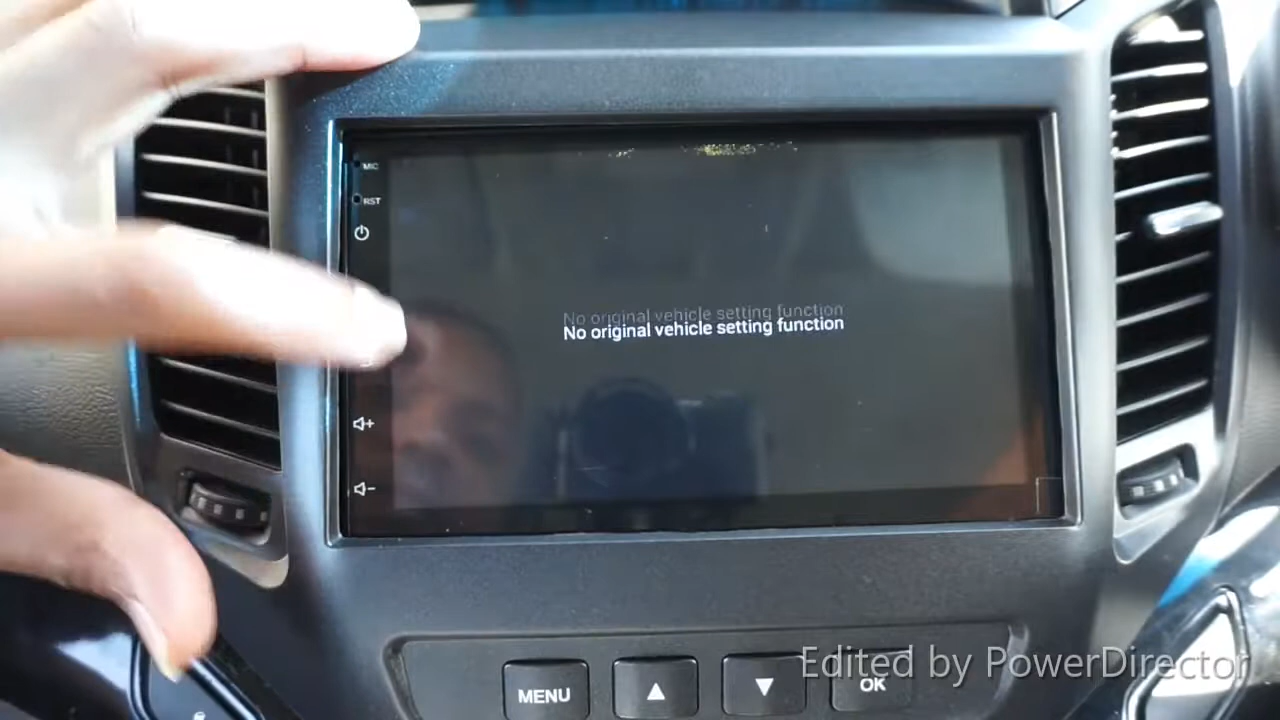 MIC
RST
No original vehicle setting function
No original vehicle setting function
MENU
OK
Edited by PowerDirector